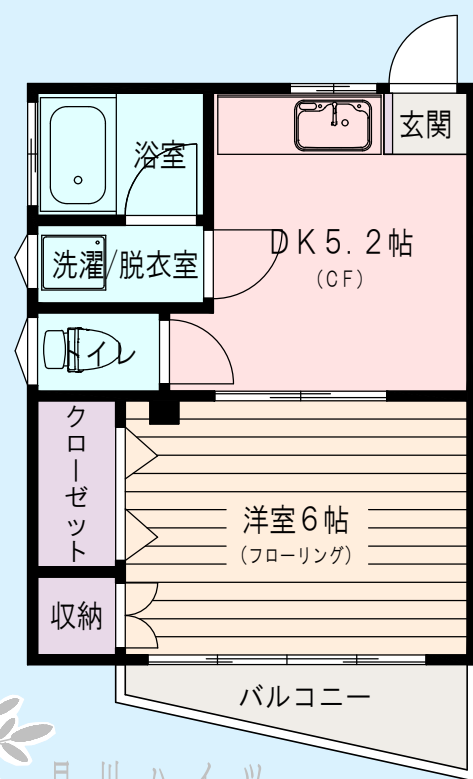 玄関
浴室
DK5.2帖
(CF)
洗濯/脱衣室
トイレ
クローゼット
洋室6帖
(フローリング)
収納
バルコニー